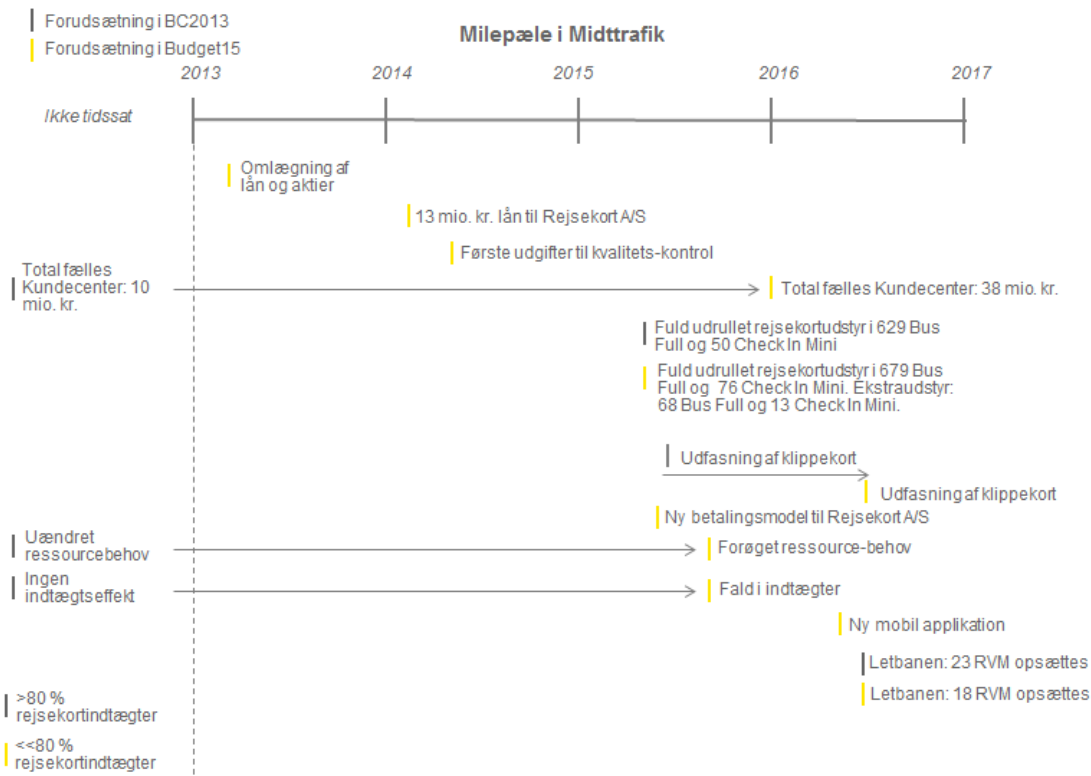 Forudsætning i BC2013
Forudsætning i Budget15
Milepæle i Midttrafik
2013
2014
2015
2016
2017
Ikke tidssat
Omlægning af
lån og aktier
13 mio. kr. lån til Rejsekort A/S
Første udgifter til kvalitets-kontrol
Total fælles
Kundecenter: 10
mio. kr.
Total fælles Kundecenter: 38 mio. kr.
Fuld udrullet rejsekortudstyr i 629 Bus
Full og 50 Check In Mini
Fuld udrullet rejsekortudstyr i 679 Bus
Full og 76 Check In Mini. Ekstraudstyr:
68 Bus Full og 13 Check In Mini.
Udfasning af klippekort
Udfasning af klippekort
Ny betalingsmodel til Rejsekort A/S
Uændret
ressourcebehov
Forøget ressource-behov
Ingen
indtægtseffekt
Fald i indtægter
Ny mobil applikation
Letbanen: 23 RVM opsættes
Letbanen: 18 RVM opsættes
>80 %
rejsekortindtægter
<<80 %
rejsekortindtægter